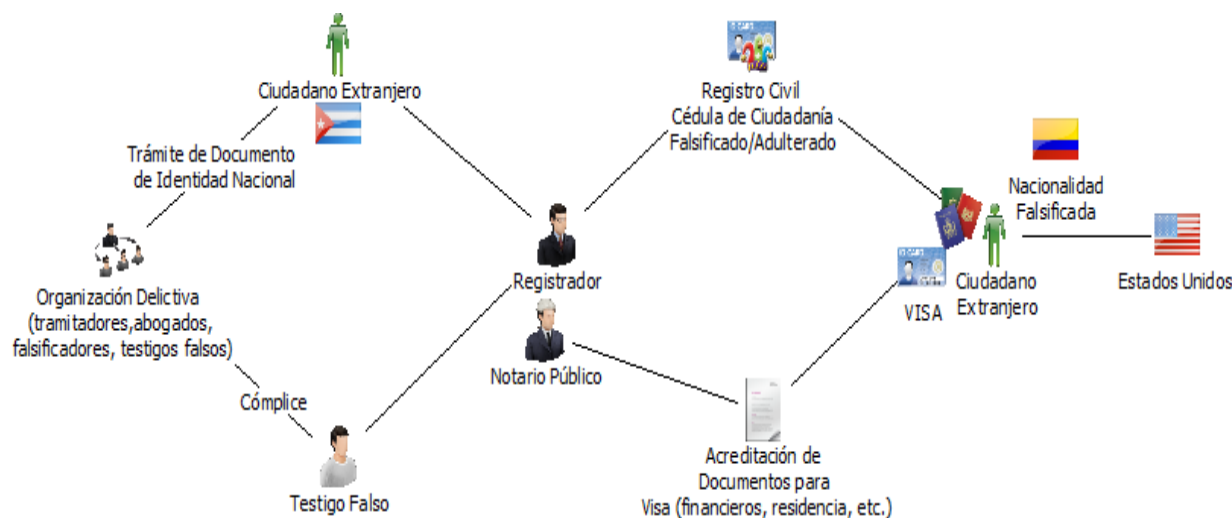 Ciudadano Extranjero
Trámite de Documento
de Identidad Nacional
Organización Delictiva
(tramitadores,abogados,
falsificadores, testigos falsos)
Cómplice
Testigo Falso
Registrador
Notario Público
Registro Civil
Cédula de Ciudadanía
Falsificado/Adulterado
Acreditación de
Documentos para
Visa (financieros, residencia, etc.)
Nacionalidad
Falsificada
VISA
Ciudadano
Extranjero
Estados Unidos